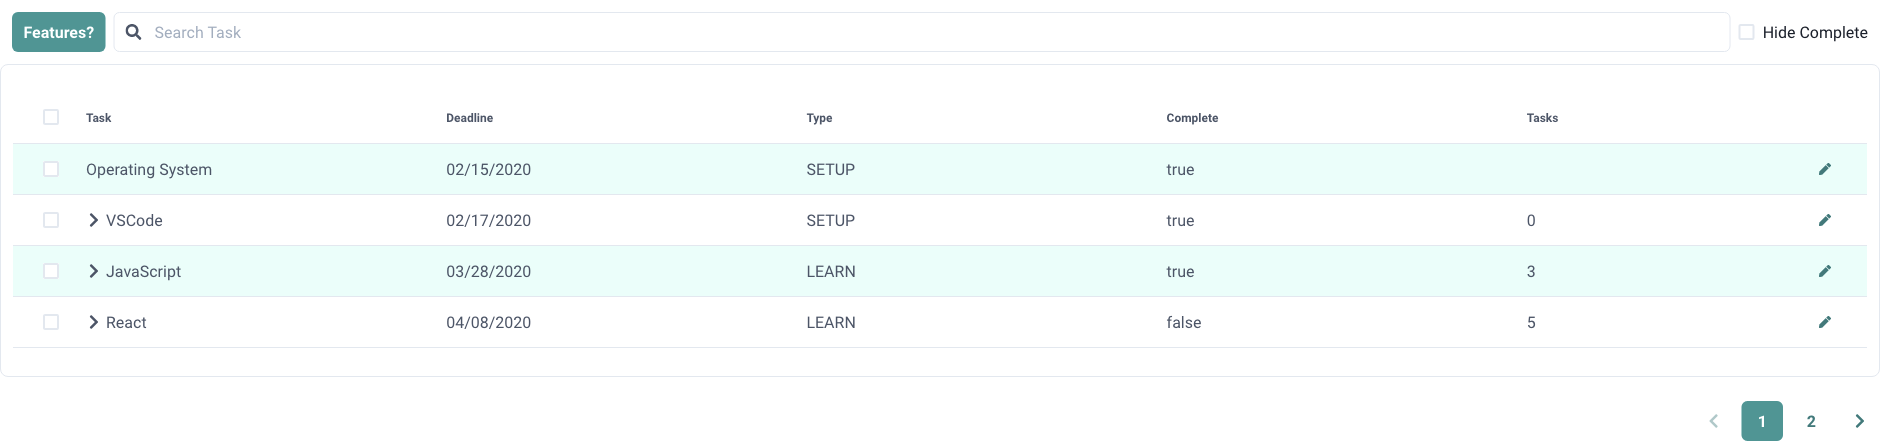 Features? Search Task Hide Complete
Task Deadline Type Complete Tasks
Operating System 02/15/2020 SETUP true
VSCode 02/17/2020 SETUP true 0
JavaScript 03/28/2020 LEARN true 3
React 04/08/2020 LEARN false 5
1 2